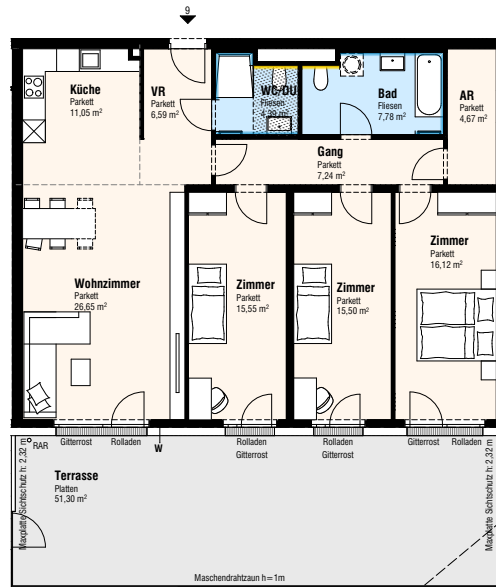 9
Küche
Parkett
11,05 m²
VR
Parkett
6,59 m²
WC/DU
Fliesen
Bad
Fliesen
7,78 m²
AR
Parkett
4,67 m²
Gang
Parkett
7,24 m²
Wohnzimmer
Parkett
26,65 m²
Zimmer
Parkett
15,55 m²
Zimmer
Parkett
15,50 m²
Zimmer
Parkett
16,12 m²
Maxplatte Sichtschutz h: 2,32 m
RAR
Gitterrost
Rolladen
W
Rolladen
Gitterrost
Rolladen
Gitterrost
Gitterrost
Rolladen
Maxplatte Sichtschutz h: 2,32 m
Terrasse
Platten
51,30 m²
Maschendrahtzaun h=1m